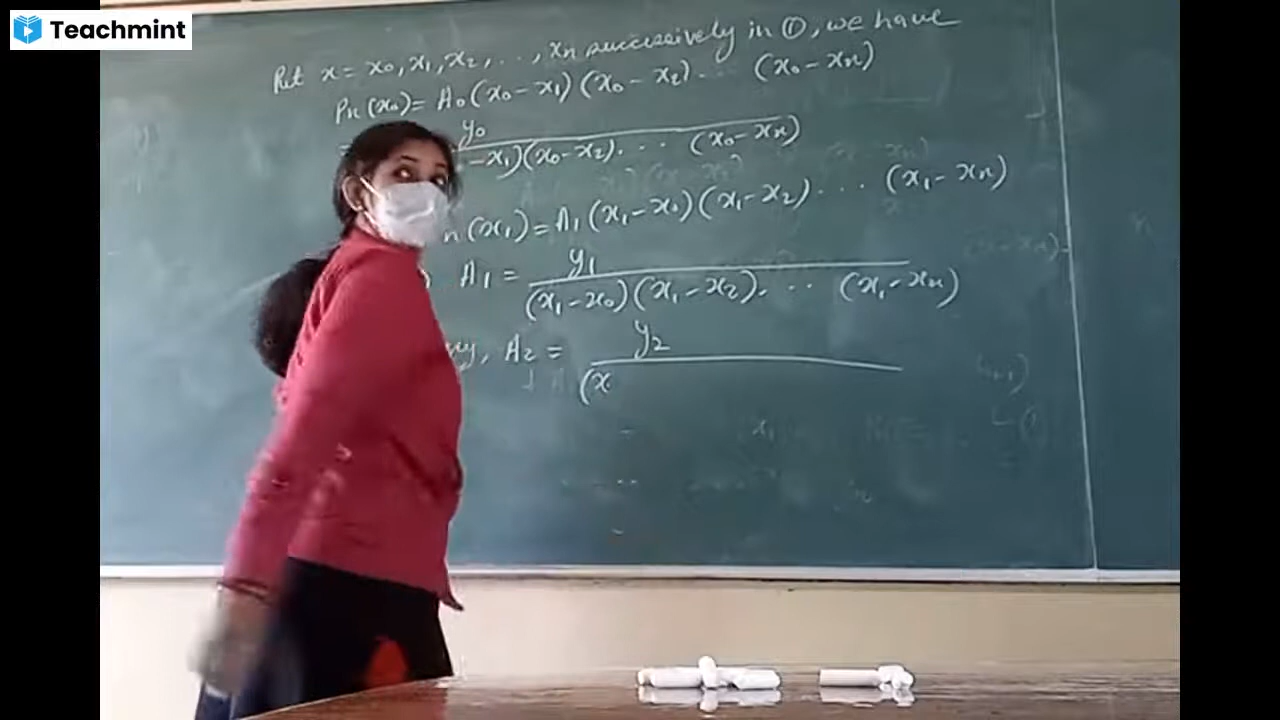 Teachmint
Put x = x₀, x₁, x₂, . . , xₙ successively in ①, we have
Pn(x₀) = A₀(x₀ - x₁)(x₀ - x₂) . . . . (x₀ - xₙ)
= y₀ / - x₁)(x₀ - x₂) . . . . (x₀ - xₙ)
n(x₁) = A₁(x₁ - x₀)(x₁ - x₂) . . . . (x₁ - xₙ)
A₁ = y₁ / (x₁ - x₀)(x₁ - x₂) . . . . (x₁ - xₙ)
, A₂ = y₂ / (x